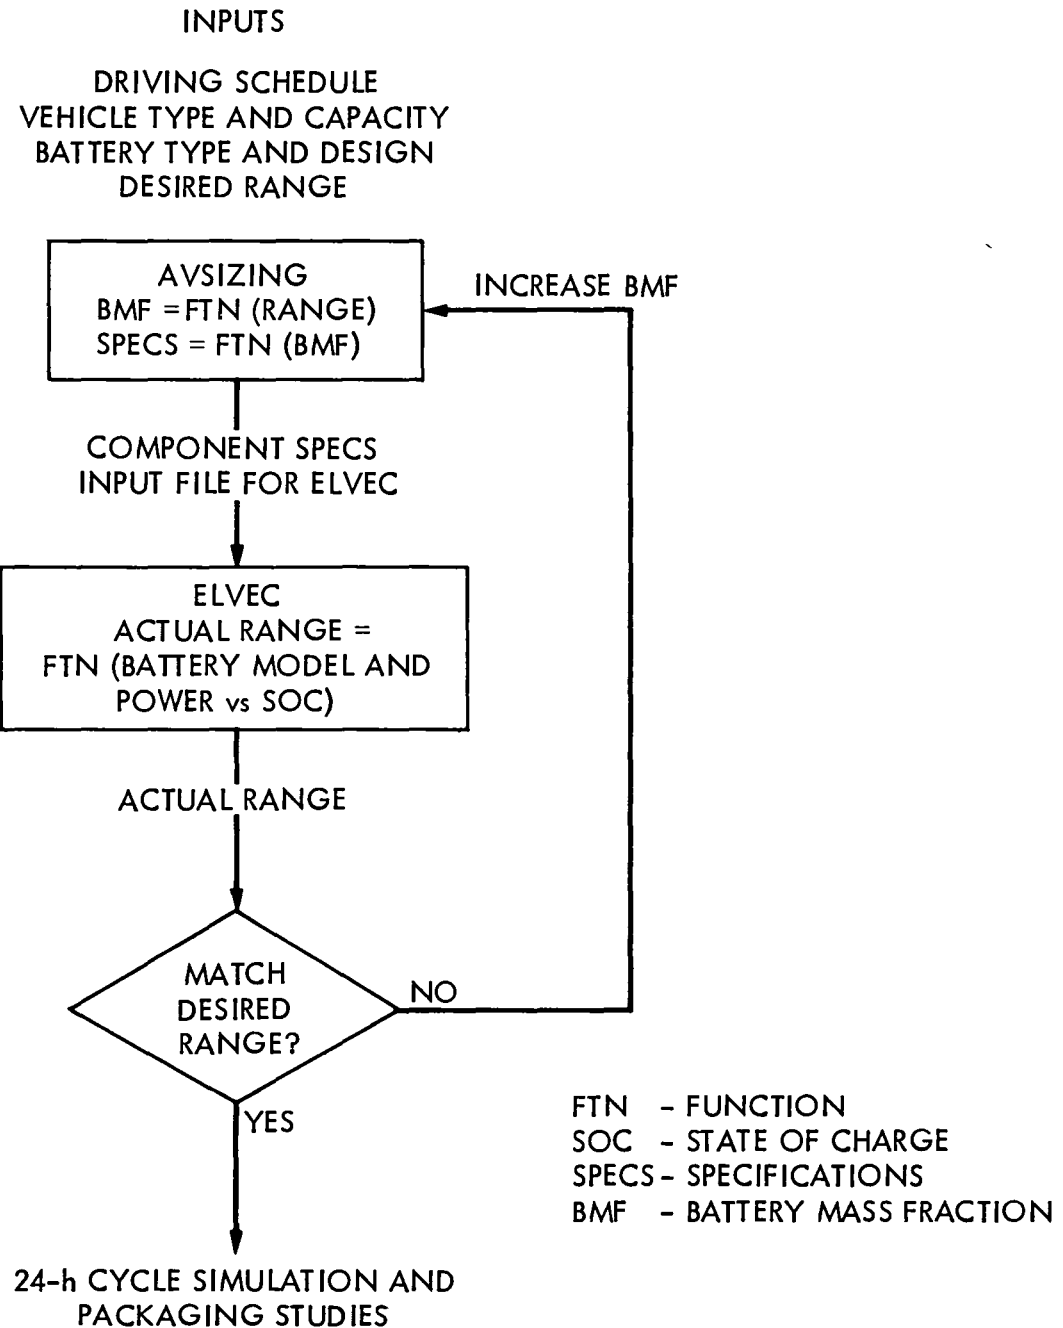 INPUTS
DRIVING SCHEDULE
VEHICLE TYPE AND CAPACITY
BATTERY TYPE AND DESIGN
DESIRED RANGE
AVSIZING
BMF = FTN (RANGE)
SPECS = FTN (BMF)
INCREASE BMF
COMPONENT SPECS
INPUT FILE FOR ELVEC
ELVEC
ACTUAL RANGE =
FTN (BATTERY MODEL AND
POWER vs SOC)
ACTUAL RANGE
MATCH
DESIRED
RANGE?
NO
YES
FTN - FUNCTION
SOC - STATE OF CHARGE
SPECS - SPECIFICATIONS
BMF - BATTERY MASS FRACTION
24-h CYCLE SIMULATION AND
PACKAGING STUDIES